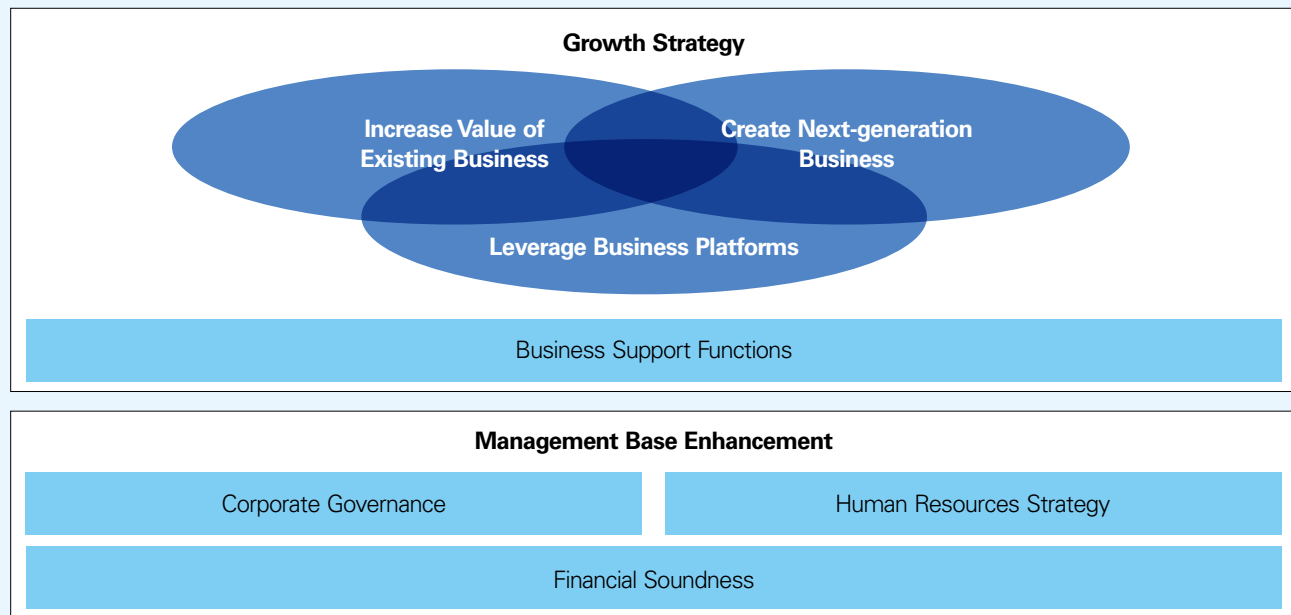 Growth Strategy
Increase Value of
Existing Business
Create Next-generation
Business
Leverage Business Platforms
Business Support Functions
Management Base Enhancement
Corporate Governance
Human Resources Strategy
Financial Soundness